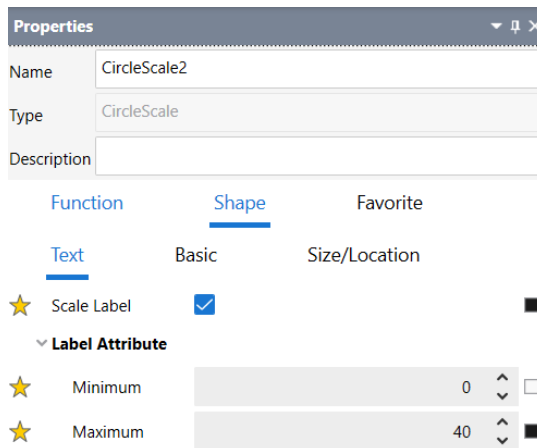 Properties
Name CircleScale2
Type CircleScale
Description
Function Shape Favorite
Text Basic Size/Location
Scale Label
Label Attribute
Minimum 0
Maximum 40